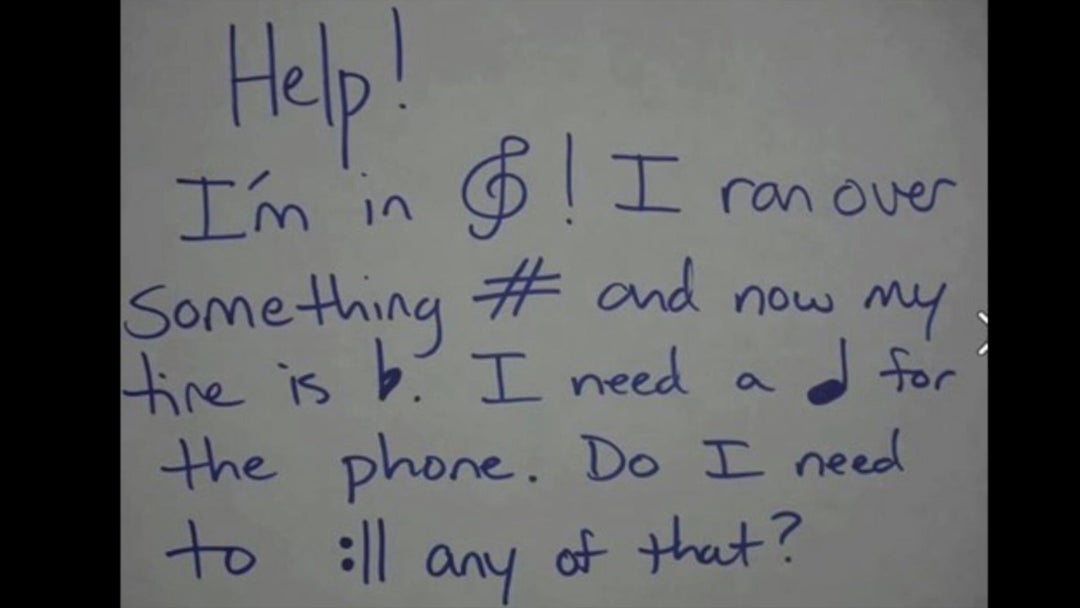 Help!
I'm in 𝄞! I ran over
something # and now my
tire is ♭. I need a ♩ for
the phone. Do I need
to :|| any of that?